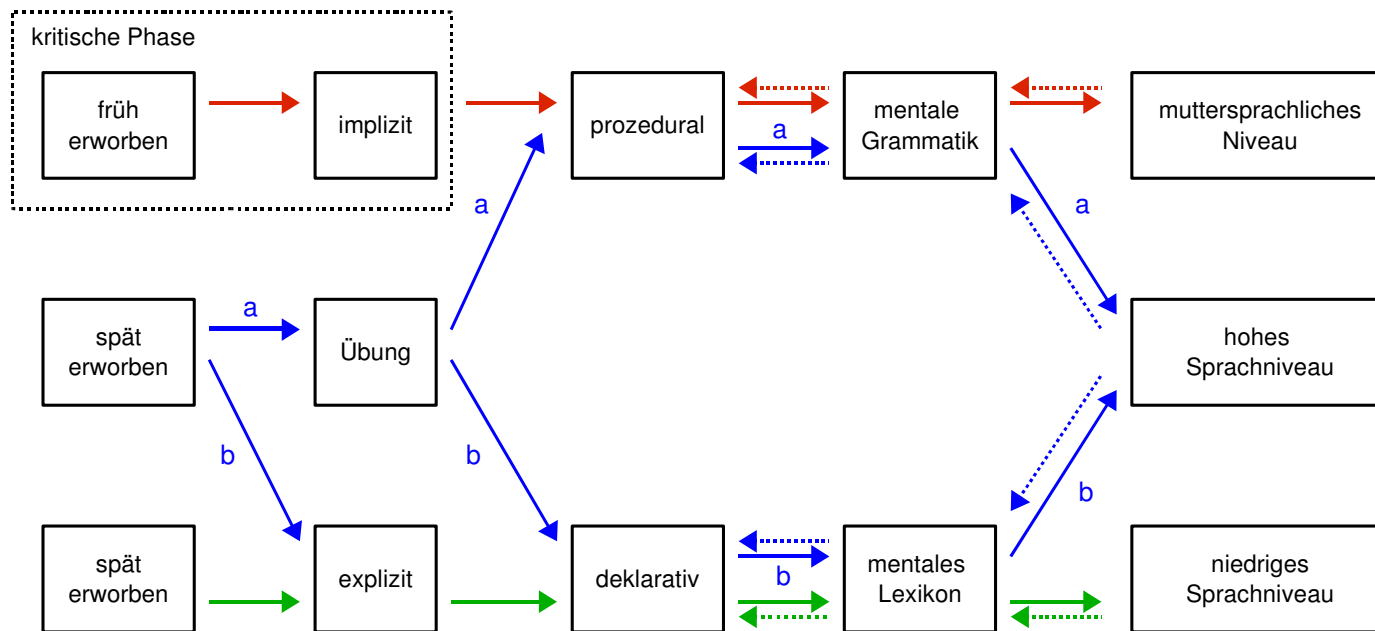 kritische Phase
früh
erworben
implizit
prozedural
mentale
Grammatik
muttersprachliches
Niveau
a
a
a
spät
erworben
a
Übung
hohes
Sprachniveau
b
b
b
spät
erworben
explizit
deklarativ
b
mentales
Lexikon
niedriges
Sprachniveau